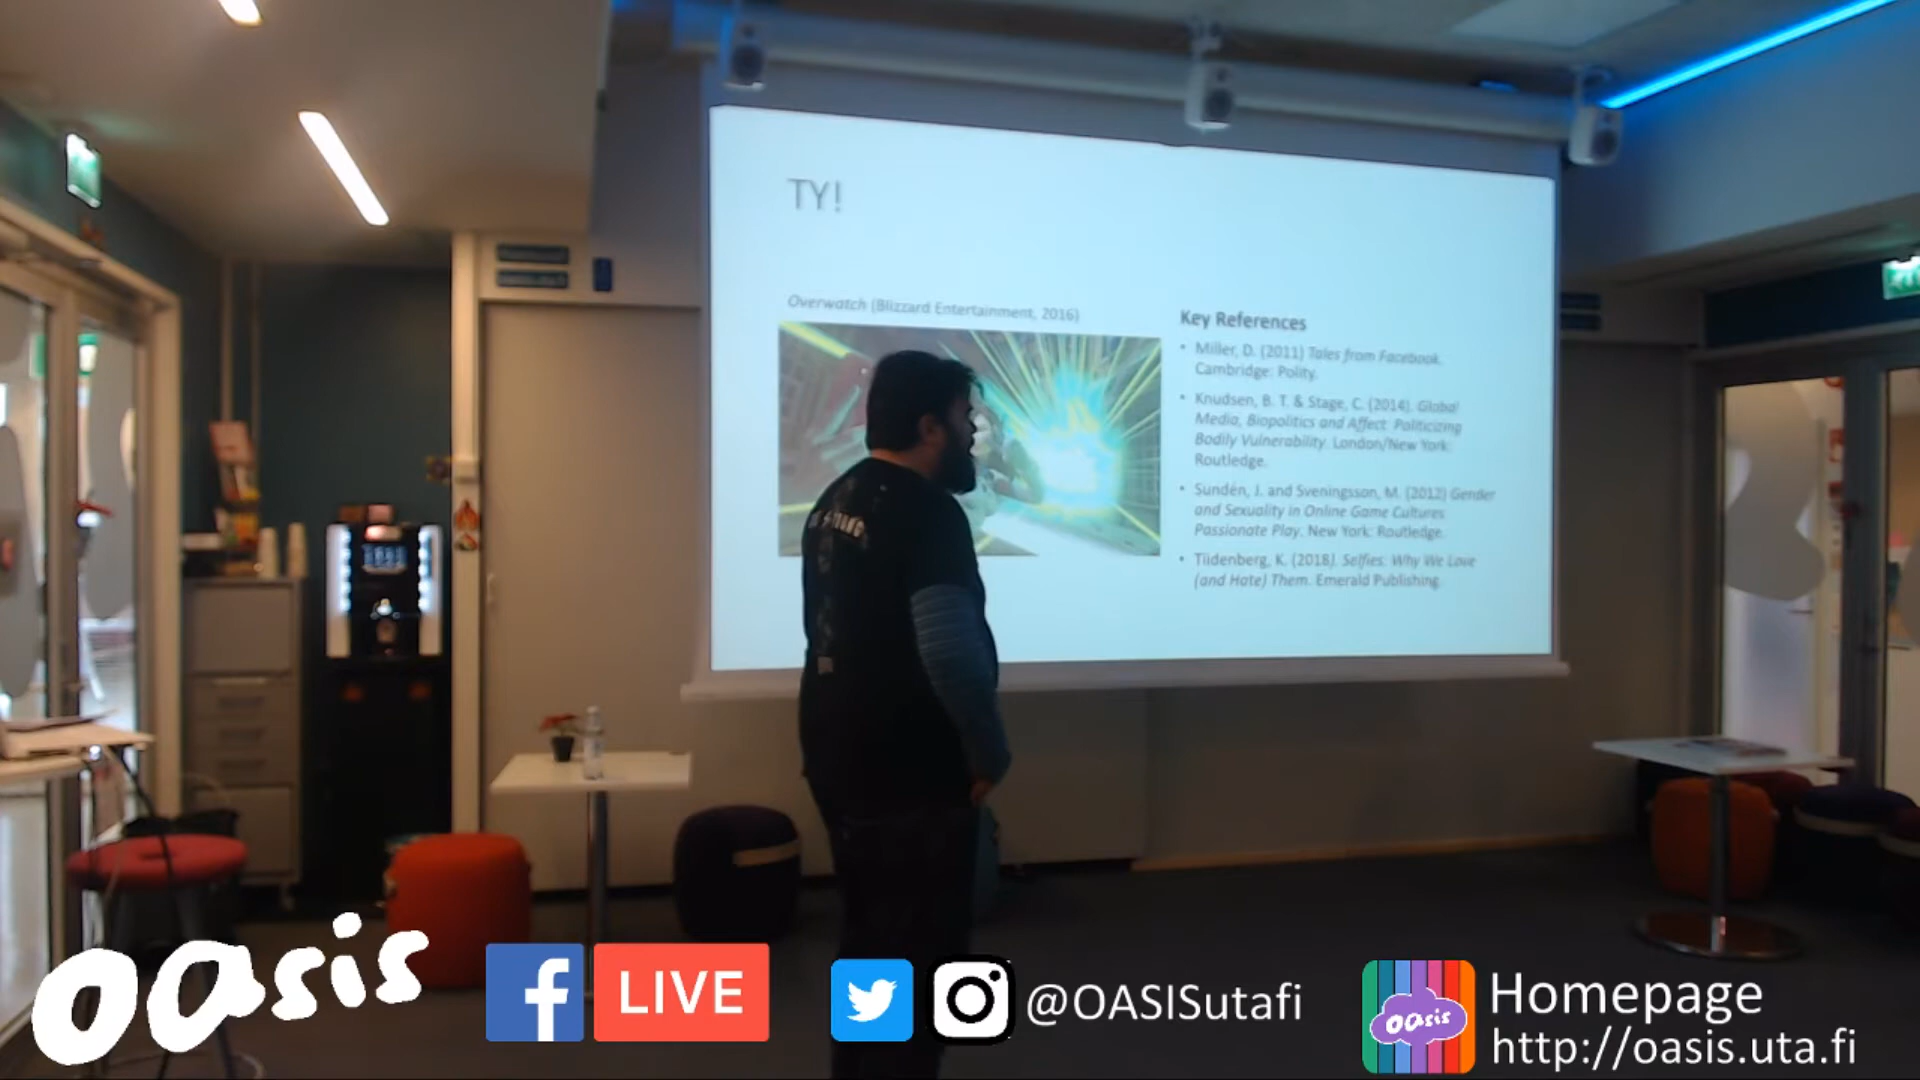 TY!
Overwatch (Blizzard Entertainment, 2016)
Key References
• Miller, D. (2011) Tales from Facebook.
Cambridge: Polity.
• Knudsen, B. T. & Stage, C. (2014). Global
Media, Biopolitics and Affect: Politicizing
Bodily Vulnerability. London/New York:
Routledge.
• Sundén, J. and Sveningsson, M. (2012) Gender
and Sexuality in Online Game Cultures
Passionate Play. New York: Routledge.
• Tiidenberg, K. (2018). Selfies: Why We Love
(and Hate) Them. Emerald Publishing.
oasis
f LIVE
@OASISutafi
oasis
Homepage
http://oasis.uta.fi